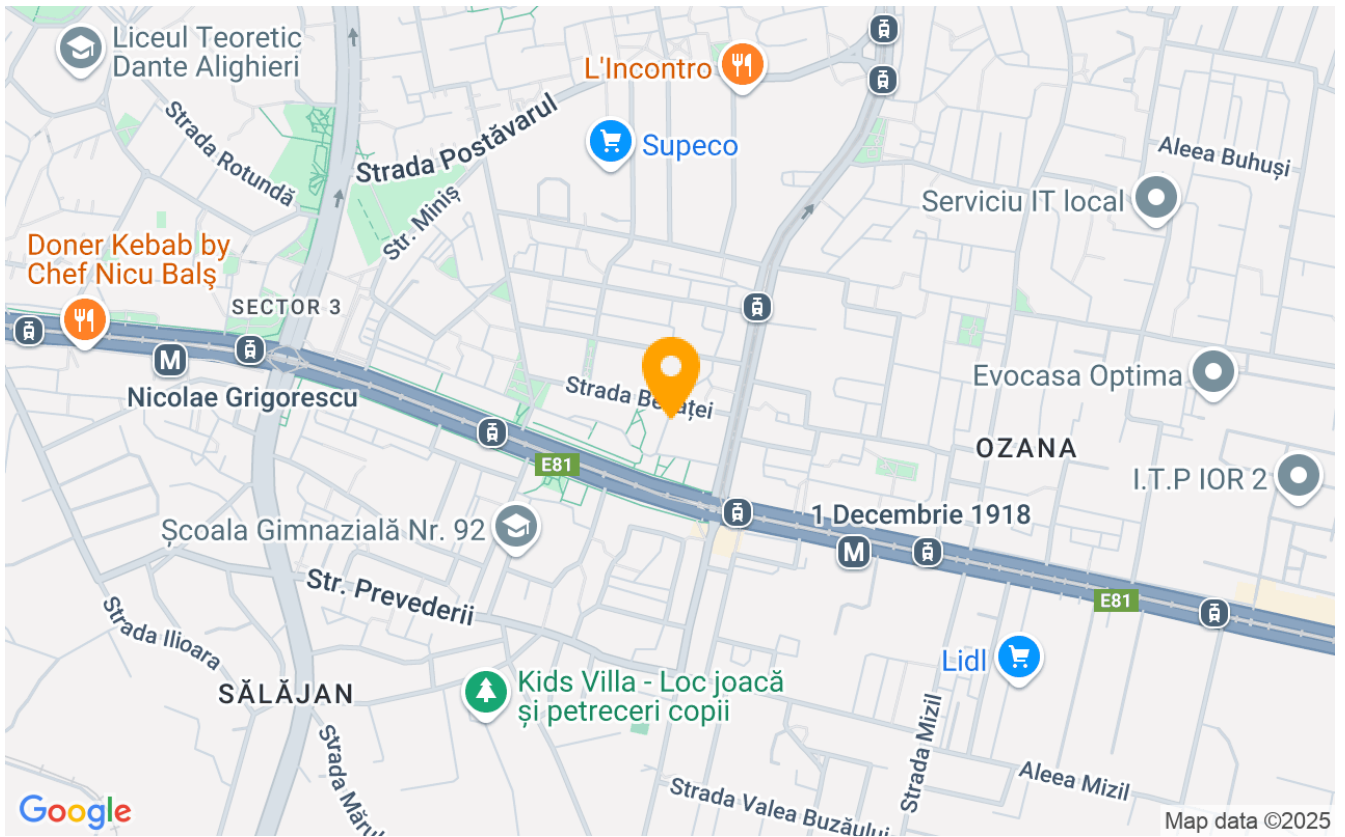 Liceul Teoretic
Dante Alighieri
L'Incontro
Strada Rotundă
Strada Postăvarul
Supeco
Aleea Buhuși
Str. Miniș
Serviciu IT local
Doner Kebab by
Chef Nicu Balș
SECTOR 3
M
Nicolae Grigorescu
Evocasa Optima
OZANA
E81
I.T.P IOR 2
1 Decembrie 1918
Școala Gimnazială Nr. 92
M
Str. Prevederii
E81
Strada Ilioara
Lidl
SĂLĂJAN
Kids Villa - Loc joacă
și petreceri copii
Strada Mizil
Aleea Mizil
Strada Valea Buzăului
Google
Map data ©2025